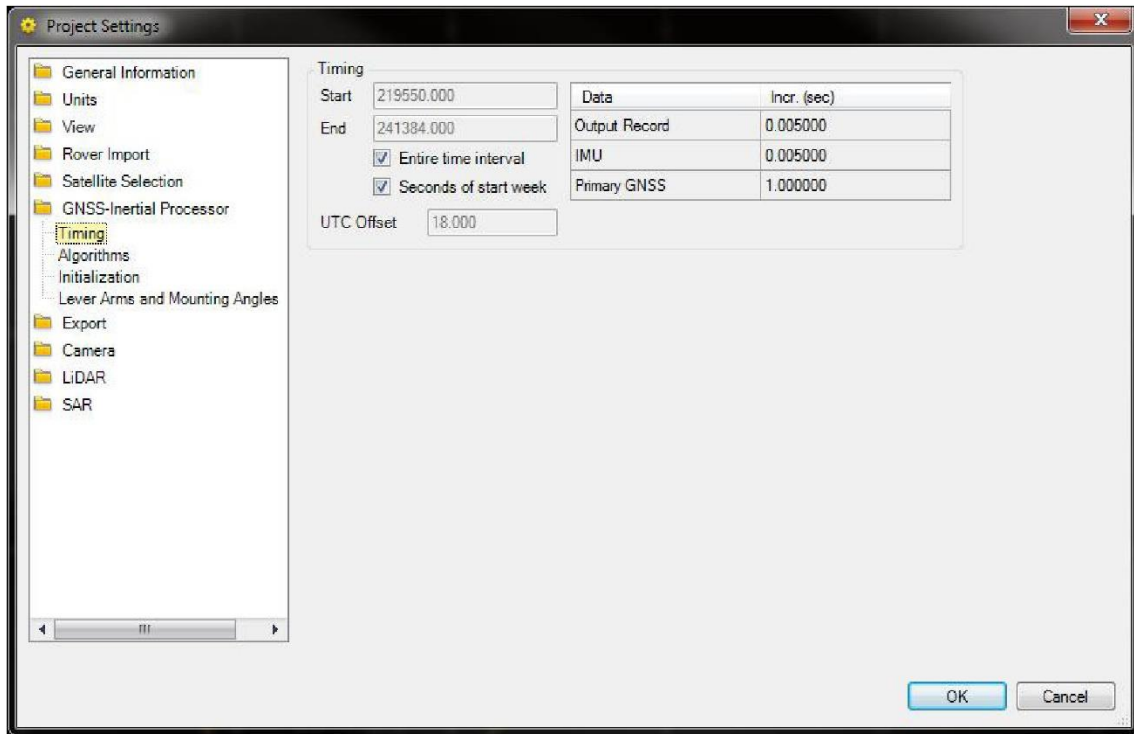 Project Settings
General Information
Units
View
Rover Import
Satellite Selection
GNSS-Inertial Processor
Timing
Algorithms
Initialization
Lever Arms and Mounting Angles
Export
Camera
LiDAR
SAR
Timing
Start 219550.000
End 241384.000
Entire time interval
Seconds of start week
UTC Offset 18.000
Data Incr. (sec)
Output Record 0.005000
IMU 0.005000
Primary GNSS 1.000000
OK Cancel